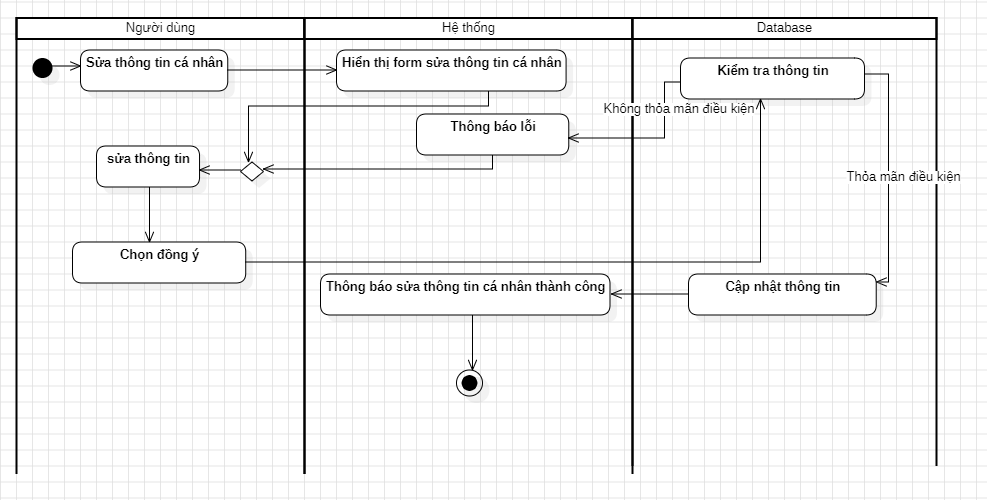 Người dùng
Hệ thống
Database
Sửa thông tin cá nhân
Hiển thị form sửa thông tin cá nhân
Kiểm tra thông tin
Không thỏa mãn điều kiện
Thông báo lỗi
sửa thông tin
Thỏa mãn điều kiện
Chọn đồng ý
Thông báo sửa thông tin cá nhân thành công
Cập nhật thông tin